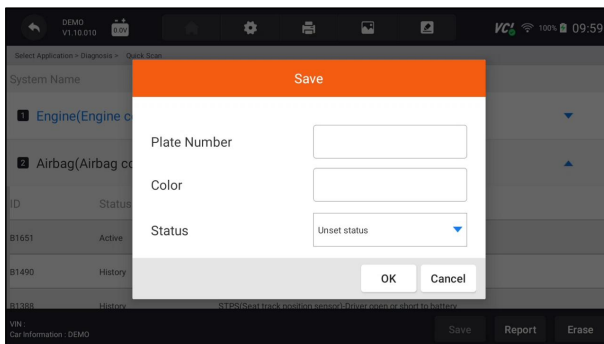 DEMO
V1.10.010
0.0V
VCI
100%
09:59
Select Application > Diagnosis > Quick Scan
System Name
Save
1 Engine(Engine c
Plate Number
2 Airbag(Airbag co
Color
ID Status
Status Unset status
B1651 Active
B1490 History
OK Cancel
B1388 History STPS(Seat track position sensor)-Driver open or short to battery
VIN :
Car Information : DEMO
Save Report Erase